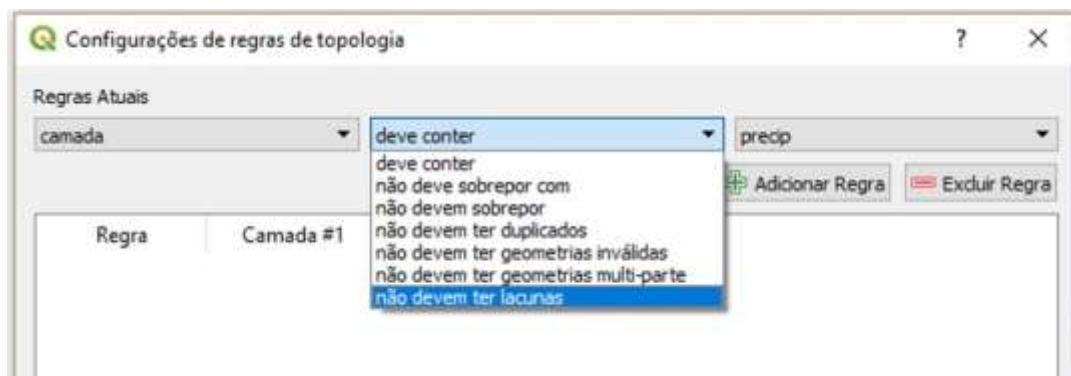 Configurações de regras de topologia ? ×
Regras Atuais
camada deve conter precip
deve conter
não deve sobrepor com
não devem sobrepor
não devem ter duplicados
não devem ter geometrias inválidas
não devem ter geometrias multi-parte
não devem ter lacunas
Adicionar Regra Excluir Regra
Regra Camada #1